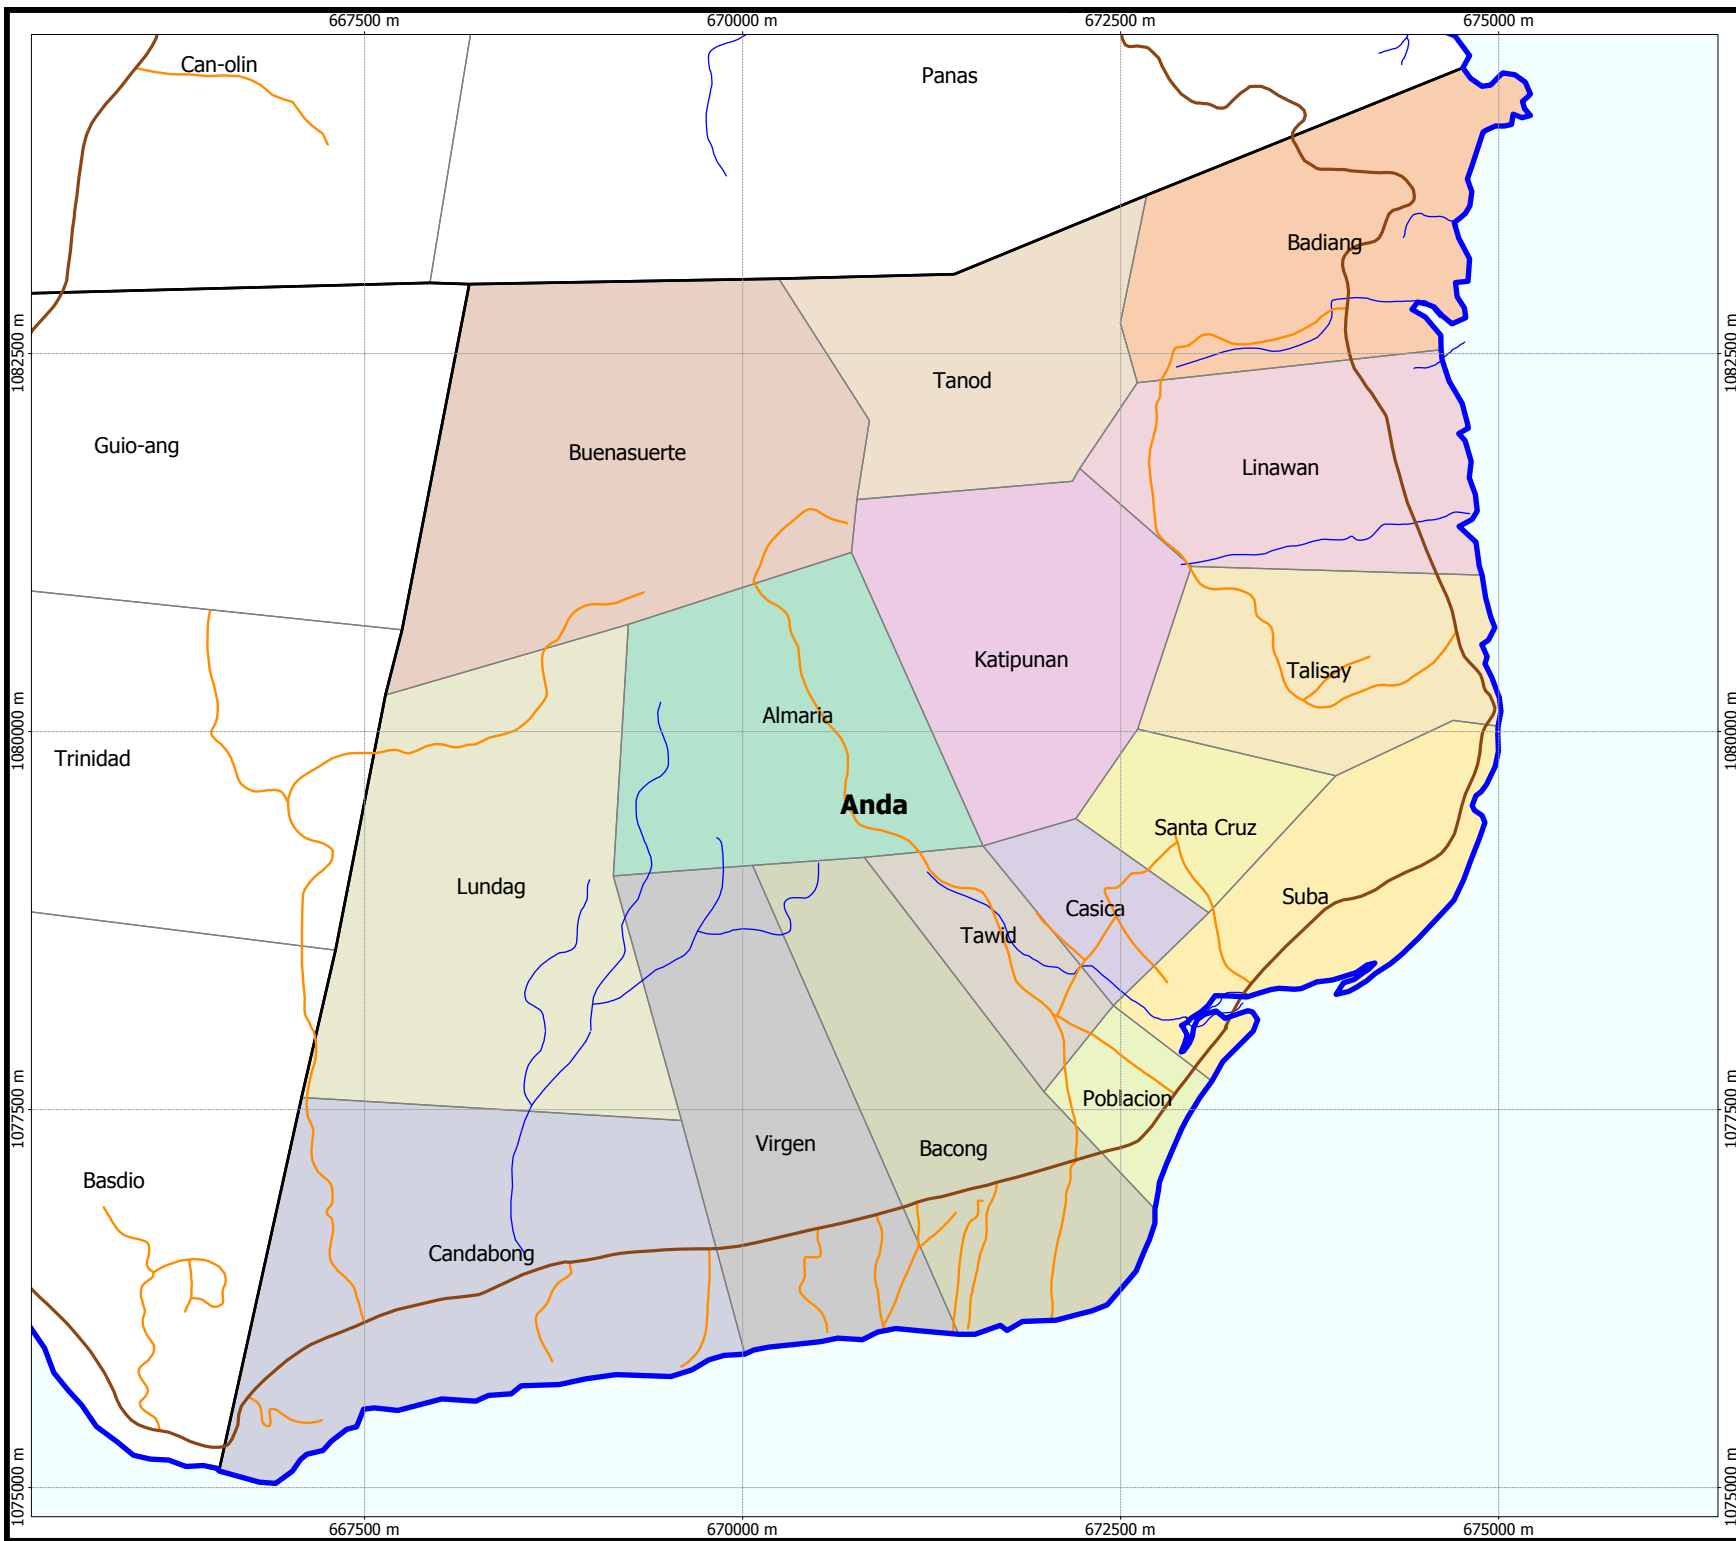 667500 m 670000 m 672500 m 675000 m
Can-olin
Panas
Badiang
1082500 m
1082500 m
Tanod
Guio-ang
Buenasuerte
Linawan
Katipunan
Talisay
Almaria
1080000 m
1080000 m
Trinidad
Anda
Santa Cruz
Lundag
Suba
Casica
Tawid
Poblacion
1077500 m
1077500 m
Virgen
Bacong
Basdio
Candabong
1075000 m
1075000 m
667500 m 670000 m 672500 m 675000 m